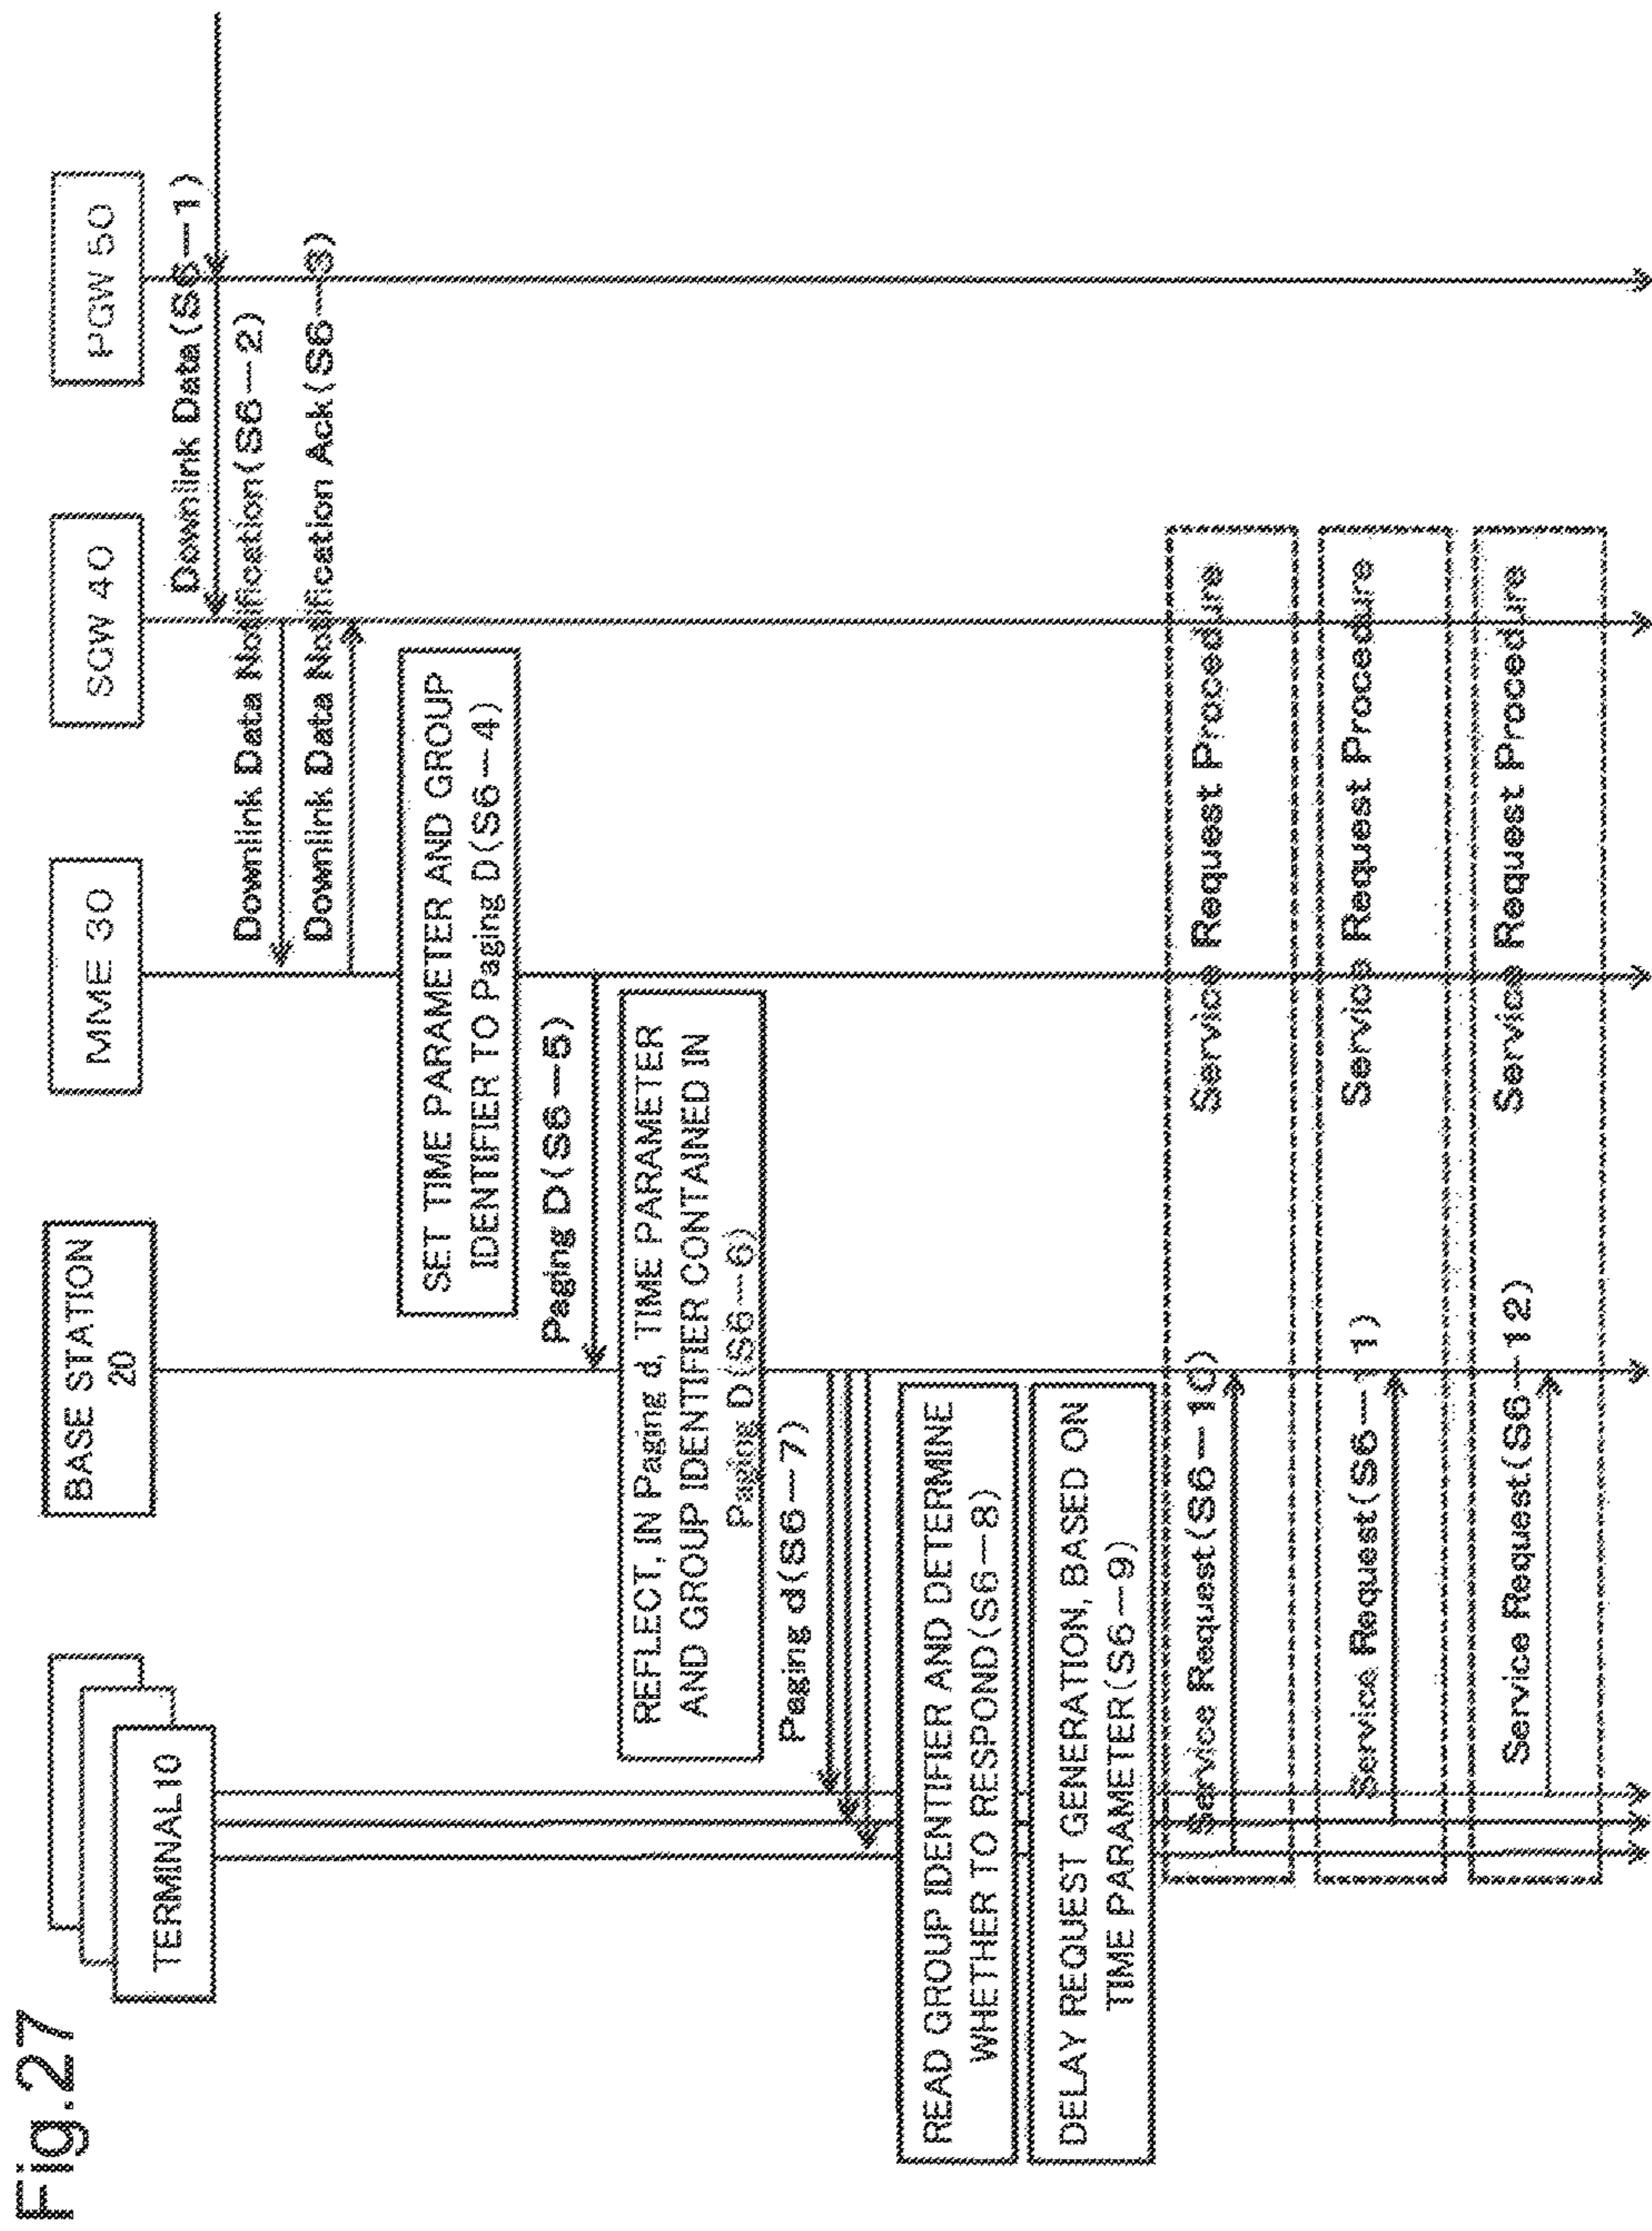 Fig.27
TERMINAL10
BASE STATION
20
MME 30
SGW 40
PGW 50
Downlink Data(S6-1)
Downlink Data Notification(S6-2)
Downlink Data Notification Ack(S6-3)
SET TIME PARAMETER AND GROUP
IDENTIFIER TO Paging D(S6-4)
Paging D(S6-5)
REFLECT, IN Paging d, TIME PARAMETER
AND GROUP IDENTIFIER CONTAINED IN
Paging D(S6-6)
Paging d(S6-7)
READ GROUP IDENTIFIER AND DETERMINE
WHETHER TO RESPOND(S6-8)
DELAY REQUEST GENERATION, BASED ON
TIME PARAMETER(S6-9)
Service Request(S6-10)
Service Request Procedure
Service Request(S6-11)
Service Request Procedure
Service Request(S6-12)
Service Request Procedure